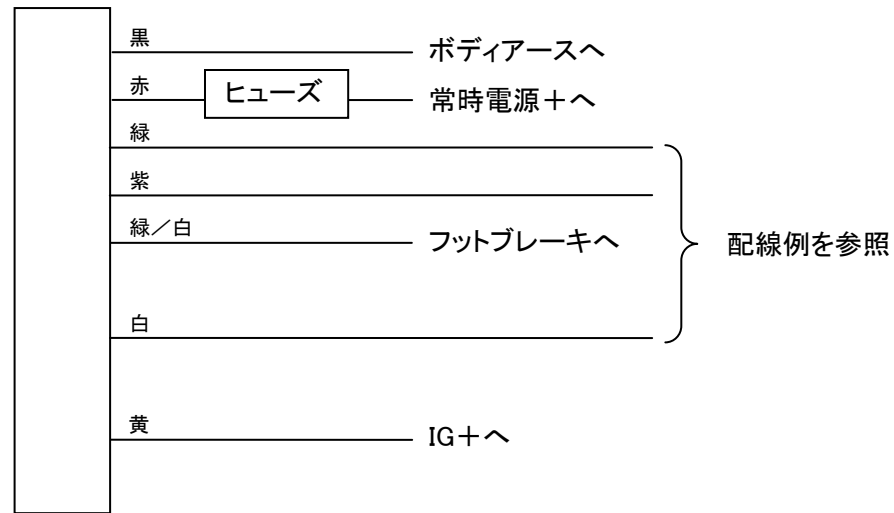 黒
ボディアースへ
赤
ヒューズ
常時電源＋へ
緑
紫
緑／白
フットブレーキへ
配線例を参照
白
黄
IG＋へ